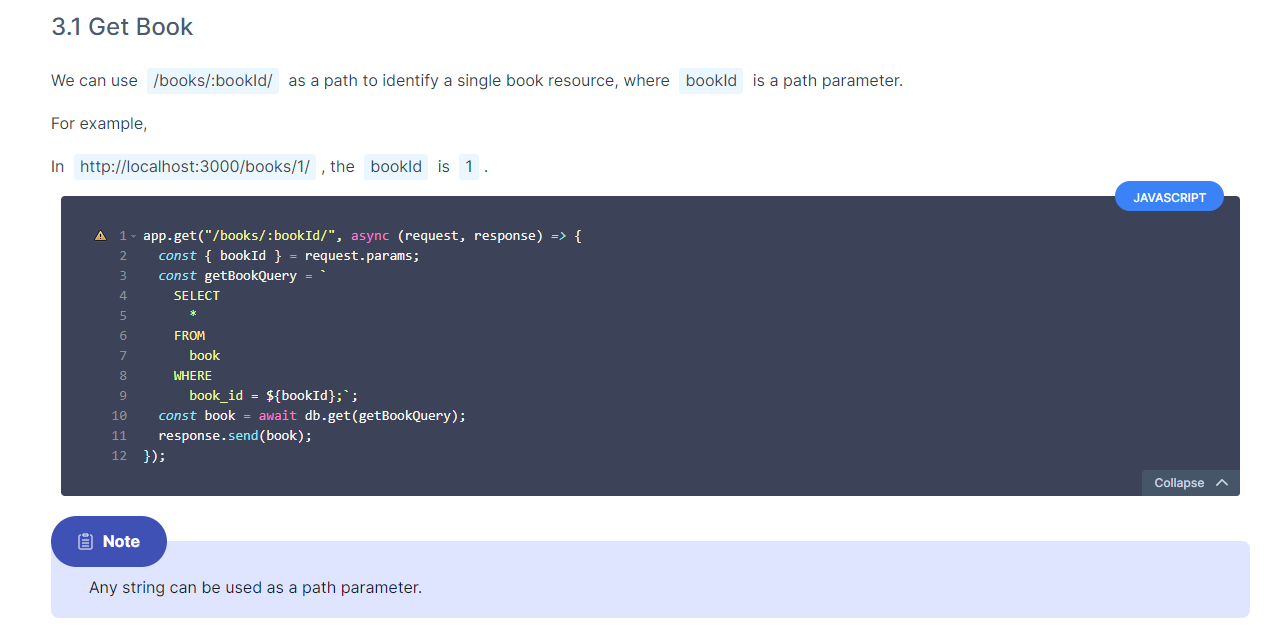 3.1 Get Book
We can use /books/:bookId/ as a path to identify a single book resource, where bookId is a path parameter.
For example,
In http://localhost:3000/books/1/ , the bookId is 1 .
JAVASCRIPT
1 app.get("/books/:bookId/", async (request, response) => {
2 const { bookId } = request.params;
3 const getBookQuery = `
4 SELECT
5 *
6 FROM
7 book
8 WHERE
9 book_id = ${bookId};`;
10 const book = await db.get(getBookQuery);
11 response.send(book);
12 });
Collapse
Note
Any string can be used as a path parameter.